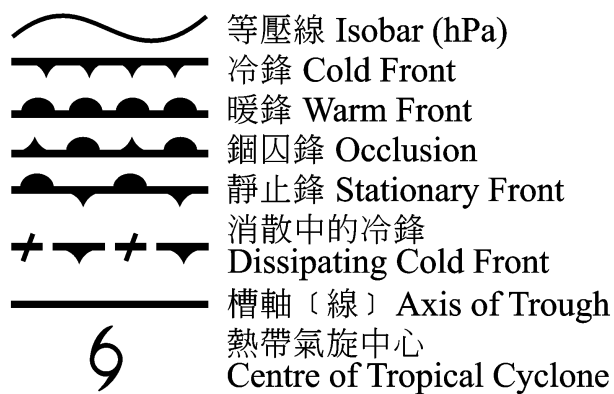 等壓線 Isobar (hPa)
冷鋒 Cold Front
暖鋒 Warm Front
錮囚鋒 Occlusion
靜止鋒 Stationary Front
消散中的冷鋒
Dissipating Cold Front
槽軸〔線〕Axis of Trough
熱帶氣旋中心
Centre of Tropical Cyclone